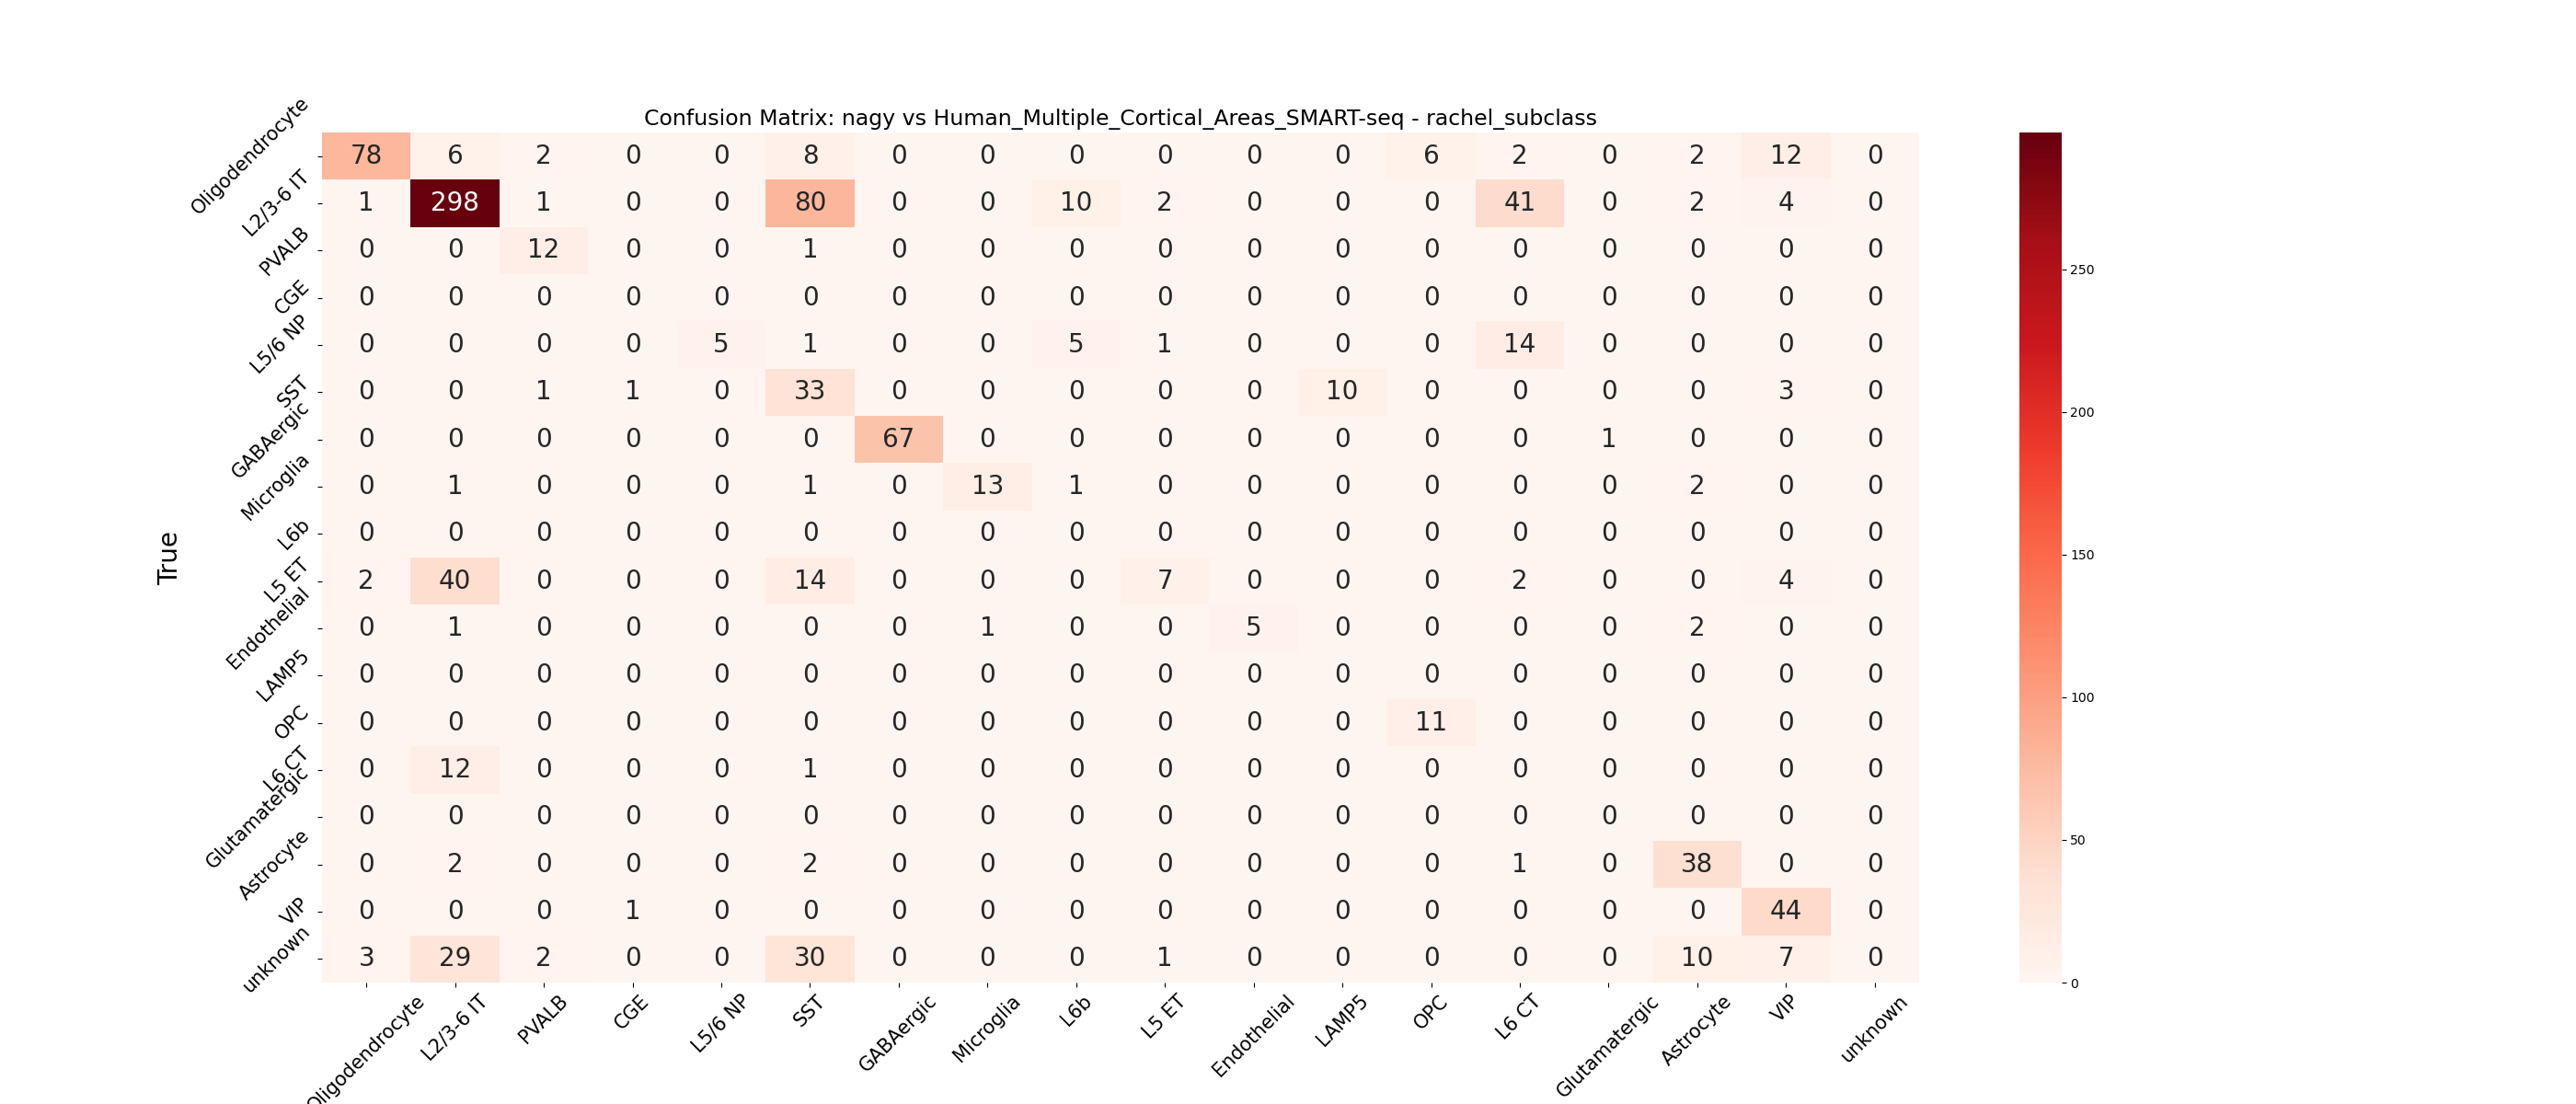 Confusion Matrix: nagy vs Human_Multiple_Cortical_Areas_SMART-seq - rachel_subclass
True
Oligodendrocyte 78 6 2 0 0 8 0 0 0 0 0 0 6 2 0 2 12 0
L2/3-6 IT 1 298 1 0 0 80 0 0 10 2 0 0 0 41 0 2 4 0
PVALB 0 0 12 0 0 1 0 0 0 0 0 0 0 0 0 0 0 0
CGE 0 0 0 0 0 0 0 0 0 0 0 0 0 0 0 0 0 0
L5/6 NP 0 0 0 0 5 1 0 0 5 1 0 0 0 14 0 0 0 0
SST 0 0 1 1 0 33 0 0 0 0 0 10 0 0 0 0 3 0
GABAergic 0 0 0 0 0 0 67 0 0 0 0 0 0 0 1 0 0 0
Microglia 0 1 0 0 0 1 0 13 1 0 0 0 0 0 0 2 0 0
L6b 0 0 0 0 0 0 0 0 0 0 0 0 0 0 0 0 0 0
L5 ET 2 40 0 0 0 14 0 0 0 7 0 0 0 2 0 0 4 0
Endothelial 0 1 0 0 0 0 0 1 0 0 5 0 0 0 0 2 0 0
LAMP5 0 0 0 0 0 0 0 0 0 0 0 0 0 0 0 0 0 0
OPC 0 0 0 0 0 0 0 0 0 0 0 0 11 0 0 0 0 0
L6 CT 0 12 0 0 0 1 0 0 0 0 0 0 0 0 0 0 0 0
Glutamatergic 0 0 0 0 0 0 0 0 0 0 0 0 0 0 0 0 0 0
Astrocyte 0 2 0 0 0 2 0 0 0 0 0 0 0 1 0 38 0 0
VIP 0 0 0 1 0 0 0 0 0 0 0 0 0 0 0 0 44 0
unknown 3 29 2 0 0 30 0 0 0 1 0 0 0 0 0 10 7 0
Oligodendrocyte L2/3-6 IT PVALB CGE L5/6 NP SST GABAergic Microglia L6b L5 ET Endothelial LAMP5 OPC L6 CT Glutamatergic Astrocyte VIP unknown
250
200
150
100
50
0